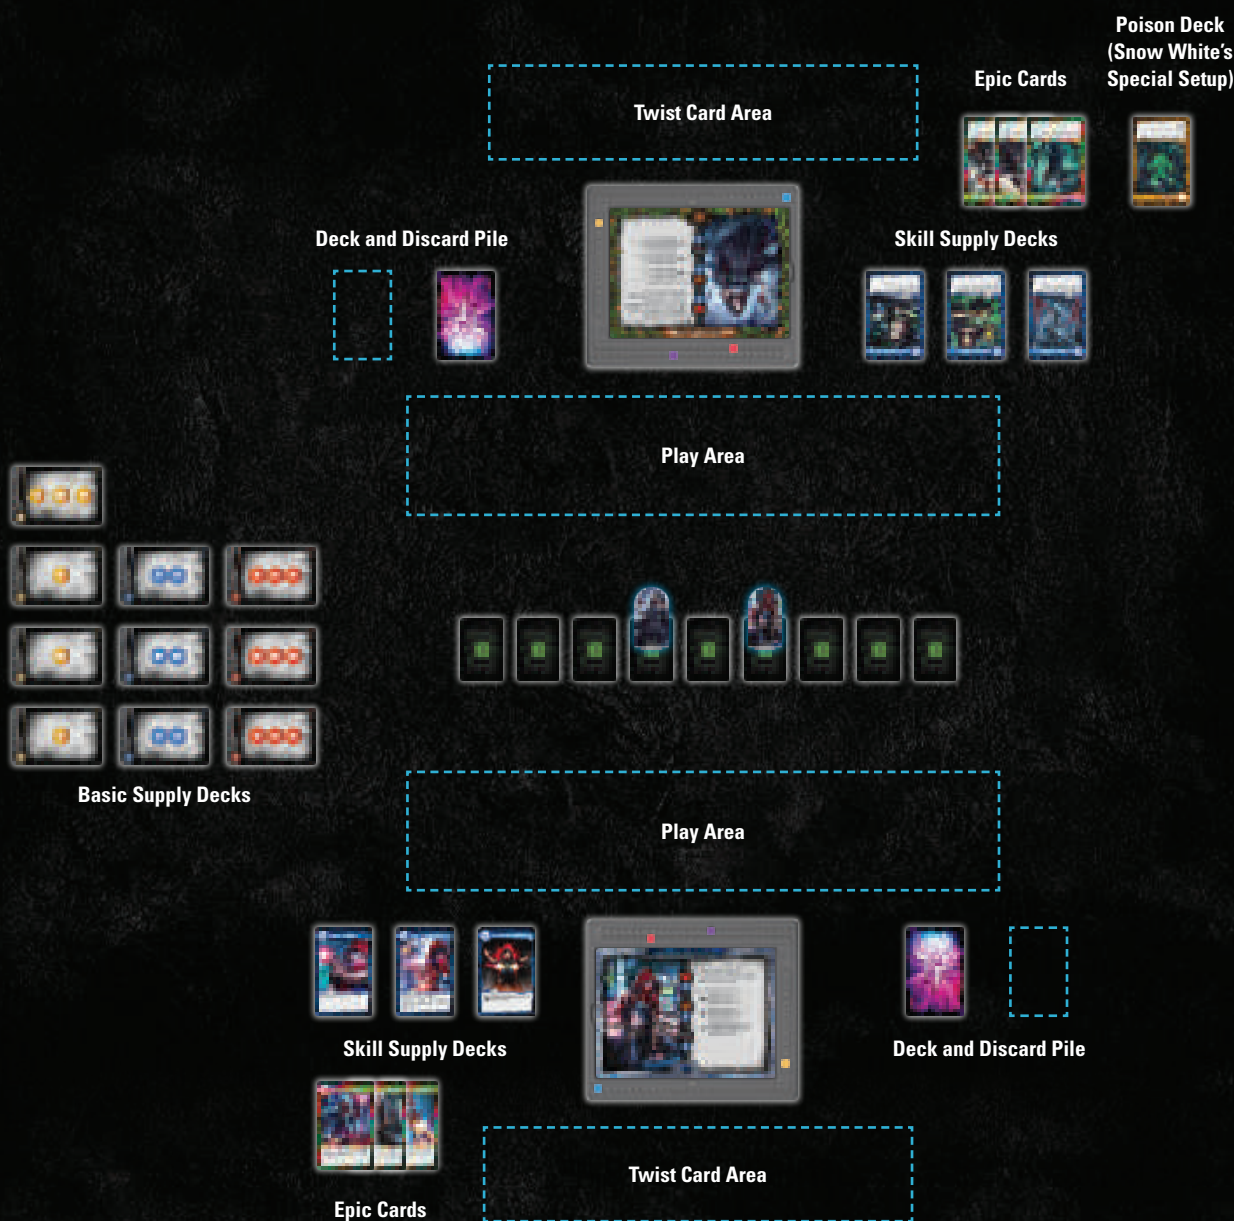 Poison Deck
(Snow White's
Special Setup)
Epic Cards
Twist Card Area
Deck and Discard Pile
Skill Supply Decks
Play Area
Basic Supply Decks
Play Area
Skill Supply Decks
Deck and Discard Pile
Twist Card Area
Epic Cards